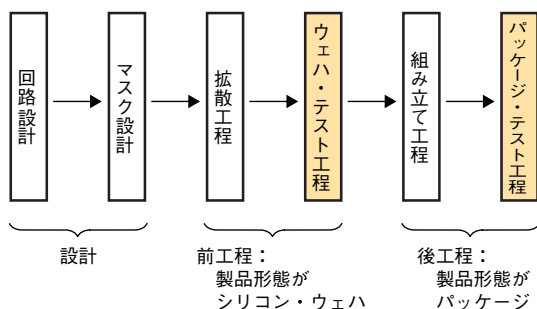 回路設計
マスク設計
拡散工程
ウェハ・テスト工程
組み立て工程
パッケージ・テスト工程
設計
前工程：
製品形態が
シリコン・ウェハ
後工程：
製品形態が
パッケージ